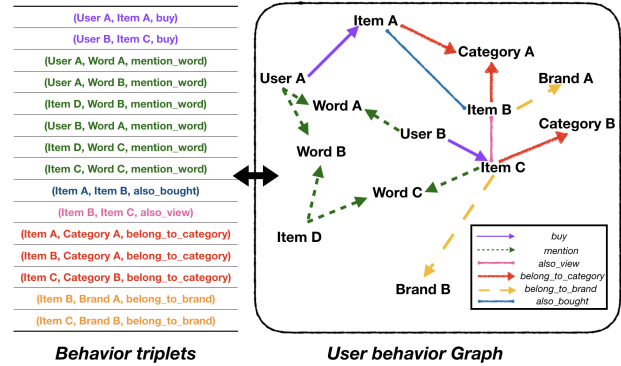 (User A, Item A, buy)
(User B, Item C, buy)
(User A, Word A, mention_word)
(User A, Word B, mention_word)
(Item D, Word B, mention_word)
(User B, Word A, mention_word)
(Item D, Word C, mention_word)
(Item C, Word C, mention_word)
(Item A, Item B, also_bought)
(Item B, Item C, also_view)
(Item A, Category A, belong_to_category)
(Item B, Category A, belong_to_category)
(Item C, Category B, belong_to_category)
(Item B, Brand A, belong_to_brand)
(Item C, Brand B, belong_to_brand)
Behavior triplets
Item A
Category A
User A
Brand A
Word A
Item B
Category B
User B
Word B
Item C
Word C
Item D
Brand B
buy
mention
also_view
belong_to_category
belong_to_brand
also_bought
User behavior Graph